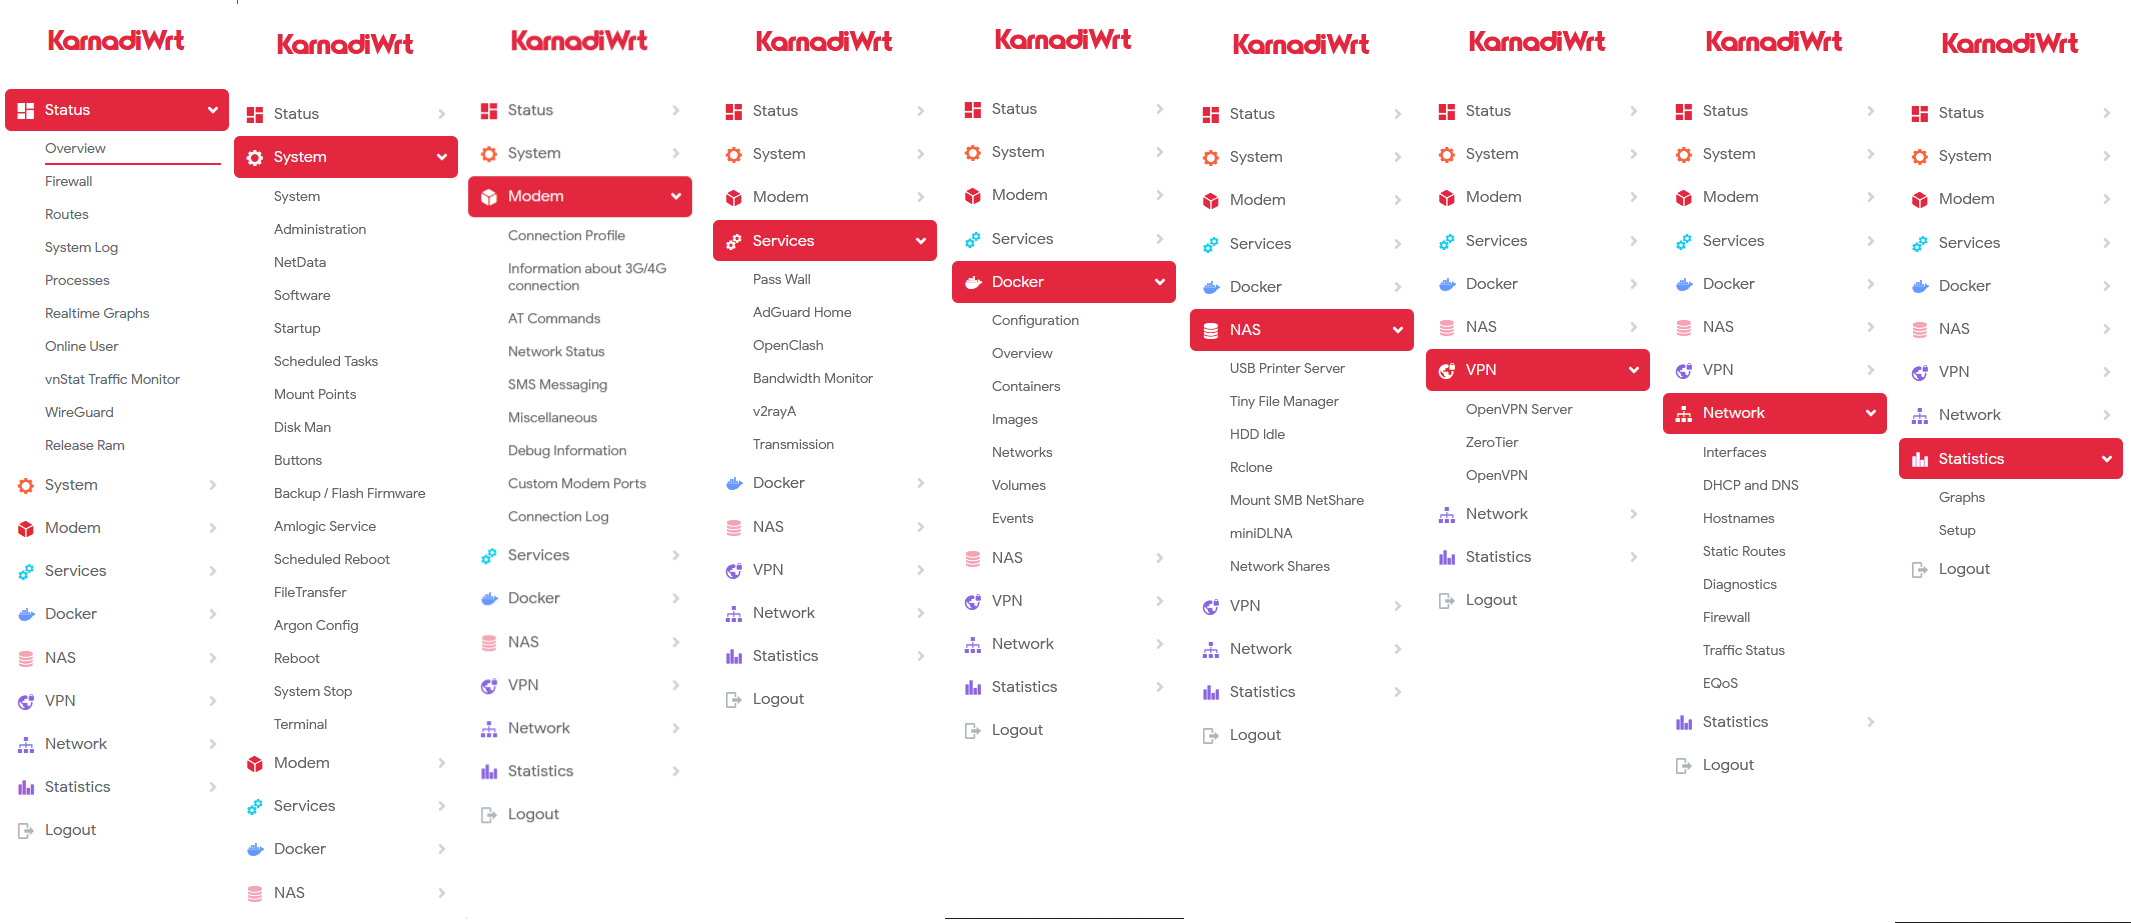 KarnadiWrt
Status
Overview
Firewall
Routes
System Log
Processes
Realtime Graphs
Online User
vnStat Traffic Monitor
WireGuard
Release Ram
System
Modem
Services
Docker
NAS
VPN
Network
Statistics
Logout
KarnadiWrt
Status
System
System
Administration
NetData
Software
Startup
Scheduled Tasks
Mount Points
Disk Man
Buttons
Backup / Flash Firmware
Amlogic Service
Scheduled Reboot
FileTransfer
Argon Config
Reboot
System Stop
Terminal
Modem
Services
Docker
NAS
KarnadiWrt
Status
System
Modem
Connection Profile
Information about 3G/4G
connection
AT Commands
Network Status
SMS Messaging
Miscellaneous
Debug Information
Custom Modem Ports
Connection Log
Services
Docker
NAS
VPN
Network
Statistics
Logout
KarnadiWrt
Status
System
Modem
Services
Pass Wall
AdGuard Home
OpenClash
Bandwidth Monitor
v2rayA
Transmission
Docker
NAS
VPN
Network
Statistics
Logout
KarnadiWrt
Status
System
Modem
Services
Docker
Configuration
Overview
Containers
Images
Networks
Volumes
Events
NAS
VPN
Network
Statistics
Logout
KarnadiWrt
Status
System
Modem
Services
Docker
NAS
USB Printer Server
Tiny File Manager
HDD Idle
Rclone
Mount SMB NetShare
miniDLNA
Network Shares
VPN
Network
Statistics
Logout
KarnadiWrt
Status
System
Modem
Services
Docker
NAS
VPN
OpenVPN Server
ZeroTier
OpenVPN
Network
Statistics
Logout
KarnadiWrt
Status
System
Modem
Services
Docker
NAS
VPN
Network
Interfaces
DHCP and DNS
Hostnames
Static Routes
Diagnostics
Firewall
Traffic Status
EQoS
Statistics
Logout
KarnadiWrt
Status
System
Modem
Services
Docker
NAS
VPN
Network
Statistics
Graphs
Setup
Logout